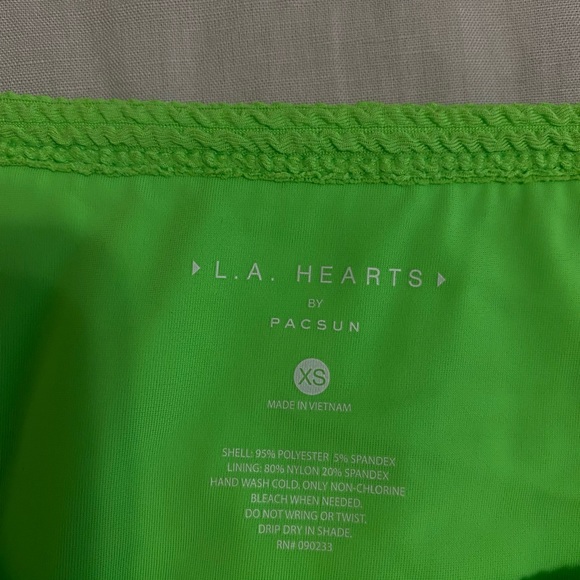 L.A. HEARTS
BY
PACSUN
XS
MADE IN VIETNAM
SHELL: 95% POLYESTER 5% SPANDEX
LINING: 80% NYLON 20% SPANDEX
HAND WASH COLD, ONLY NON-CHLORINE
BLEACH WHEN NEEDED.
DO NOT WRING OR TWIST.
DRIP DRY IN SHADE.
RN# 090233